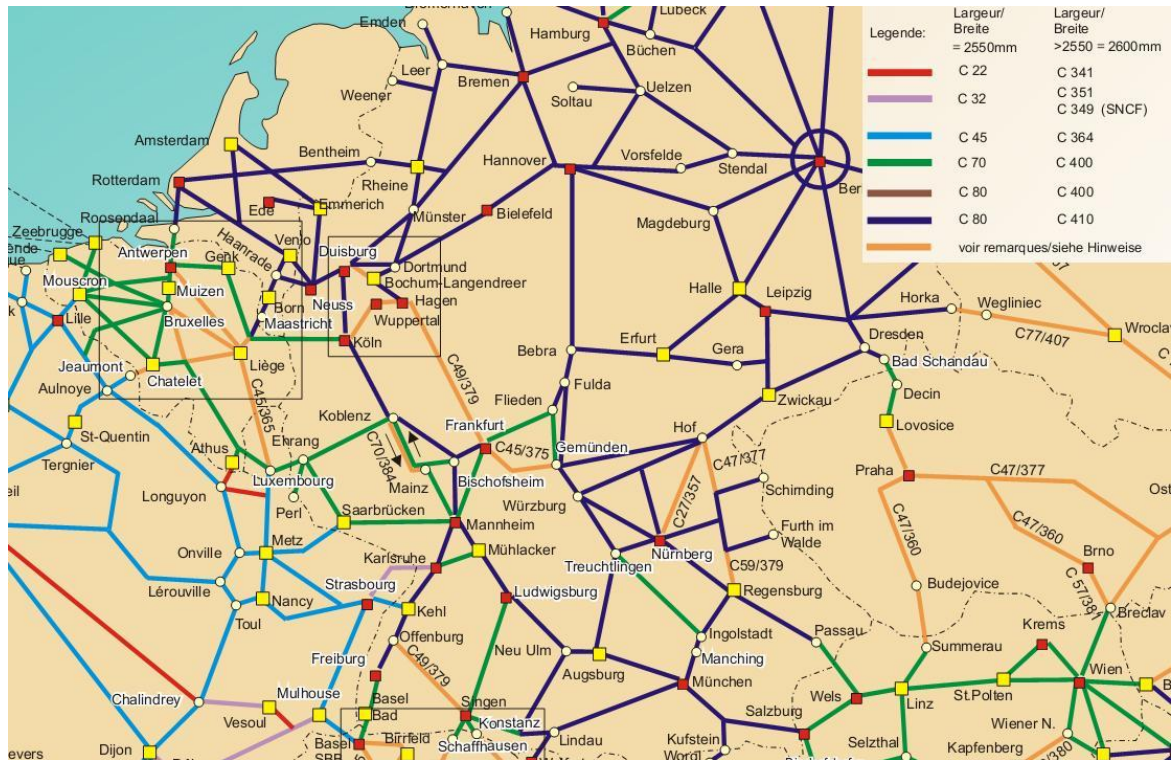 Legende:
Largeur/
Breite
= 2550mm
Largeur/
Breite
>2550 = 2600mm
C 22
C 341
C 32
C 351
C 349 (SNCF)
C 45
C 364
C 70
C 400
C 80
C 400
C 80
C 410
voir remarques/siehe Hinweise
Emden
Hamburg
Lübeck
Büchen
Leer
Bremen
Weener
Soltau
Uelzen
Amsterdam
Bentheim
Hannover
Vorsfelde
Stendal
Rotterdam
Rheine
Ede
Emmerich
Münster
Bielefeld
Magdeburg
Roosendaal
Zeebrugge
Haanrade
Venlo
Duisburg
Antwerpen
Genk
Dortmund
Bochum-Langendreer
Mouscron
Muizen
Born
Neuss
Hagen
Halle
Leipzig
Horka
Wegliniec
Lille
Bruxelles
Maastricht
Wuppertal
C77/407
Dresden
Köln
Bebra
Erfurt
Gera
Bad Schandau
Jeaumont
Liège
C49/379
Aulnoye
Chatelet
Fulda
Decin
C45/365
Koblenz
Flieden
Zwickau
Lovosice
St-Quentin
Athus
Ehrang
Frankfurt
Gemünden
Hof
Tergnier
C70/384
C45/375
C47/377
Praha
C47/377
Longuyon
Luxembourg
Mainz
Bischofsheim
Schirnding
Perl
Würzburg
C27/357
Saarbrücken
Mannheim
C47/360
C47/360
Furth im
Walde
Onville
Metz
Mühlacker
Nürnberg
Brno
Karlsruhe
Treuchtlingen
C59/379
Lérouville
Strasbourg
Regensburg
Budejovice
Breclav
Nancy
Kehl
Ludwigsburg
Toul
Offenburg
Ingolstadt
Passau
Krems
Freiburg
C49/379
Neu Ulm
Manching
Summerau
Augsburg
Wien
Chalindrey
Mulhouse
Basel
Bad
München
Wels
Linz
St.Polten
Vesoul
Singen
Konstanz
Salzburg
Wiener N.
Dijon
Basel
SBB
Birrfeld
Schaffhausen
Lindau
Kufstein
Selzthal
Kapfenberg